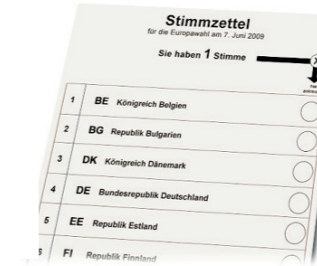 Stimmzettel
für die Europawahl am 7. Juni 2009
Sie haben 1 Stimme
1 BE Königreich Belgien
2 BG Republik Bulgarien
3 DK Königreich Dänemark
4 DE Bundesrepublik Deutschland
5 EE Republik Estland
6 FI Republik Finnland